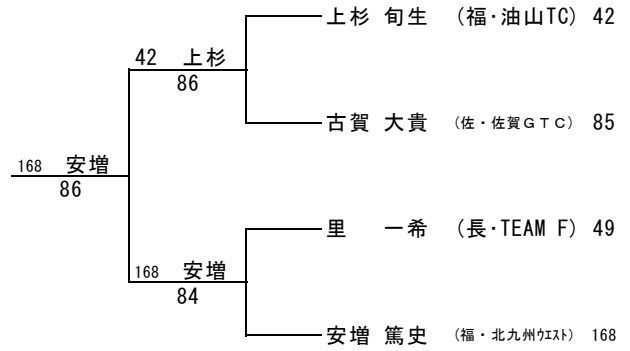 上杉 旬生 (福・油山TC) 42
42 上杉
86
古賀 大貴 (佐・佐賀GTC) 85
168 安増
86
里 一希 (長・TEAM F) 49
168 安増
84
安増 篤史 (福・北九州ｳｴｽﾄ) 168